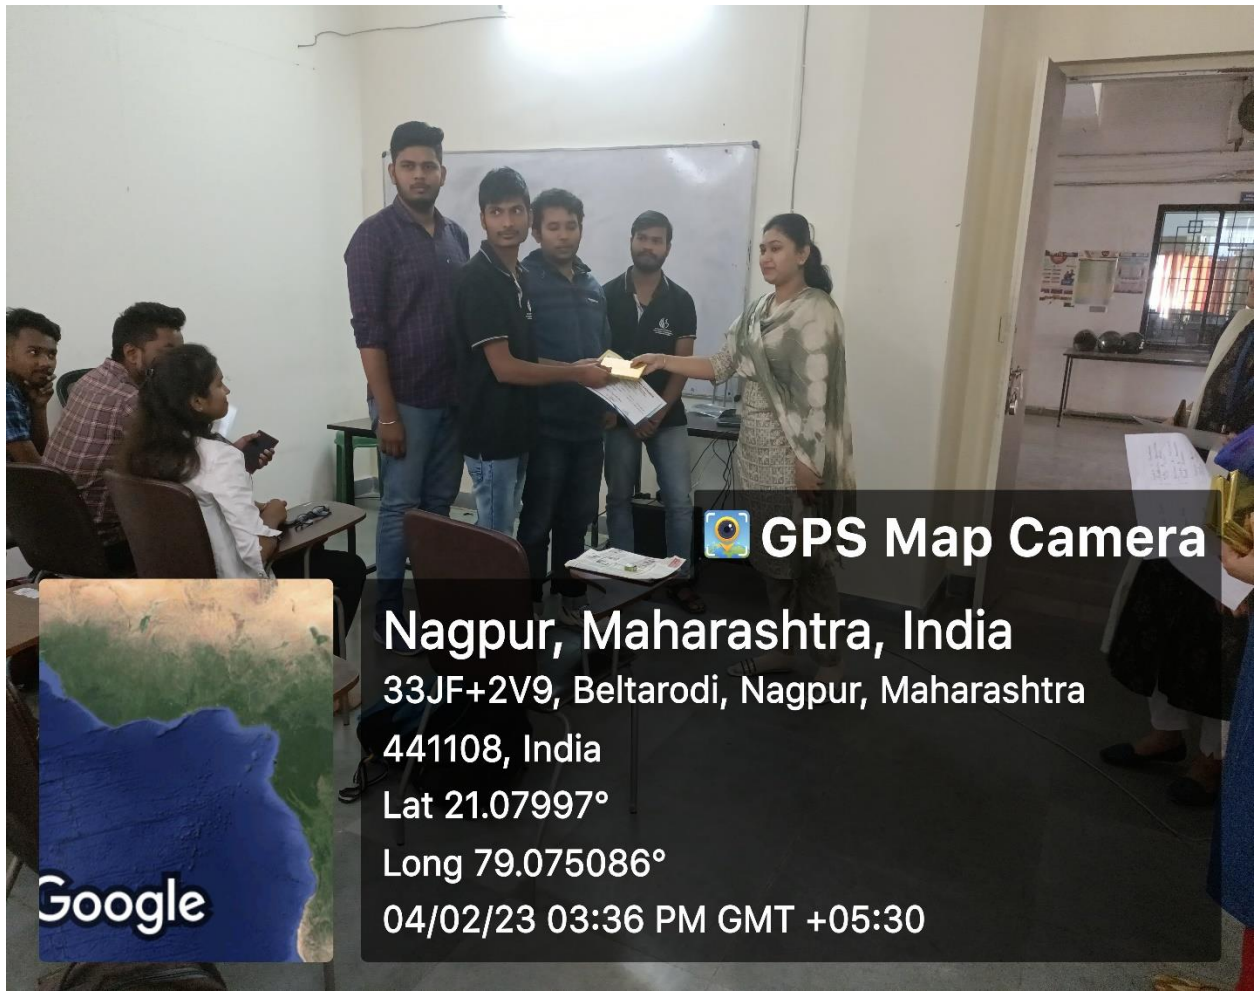 GPS Map Camera
Nagpur, Maharashtra, India
33JF+2V9, Beltarodi, Nagpur, Maharashtra
441108, India
Lat 21.07997°
Long 79.075086°
04/02/23 03:36 PM GMT +05:30
Google